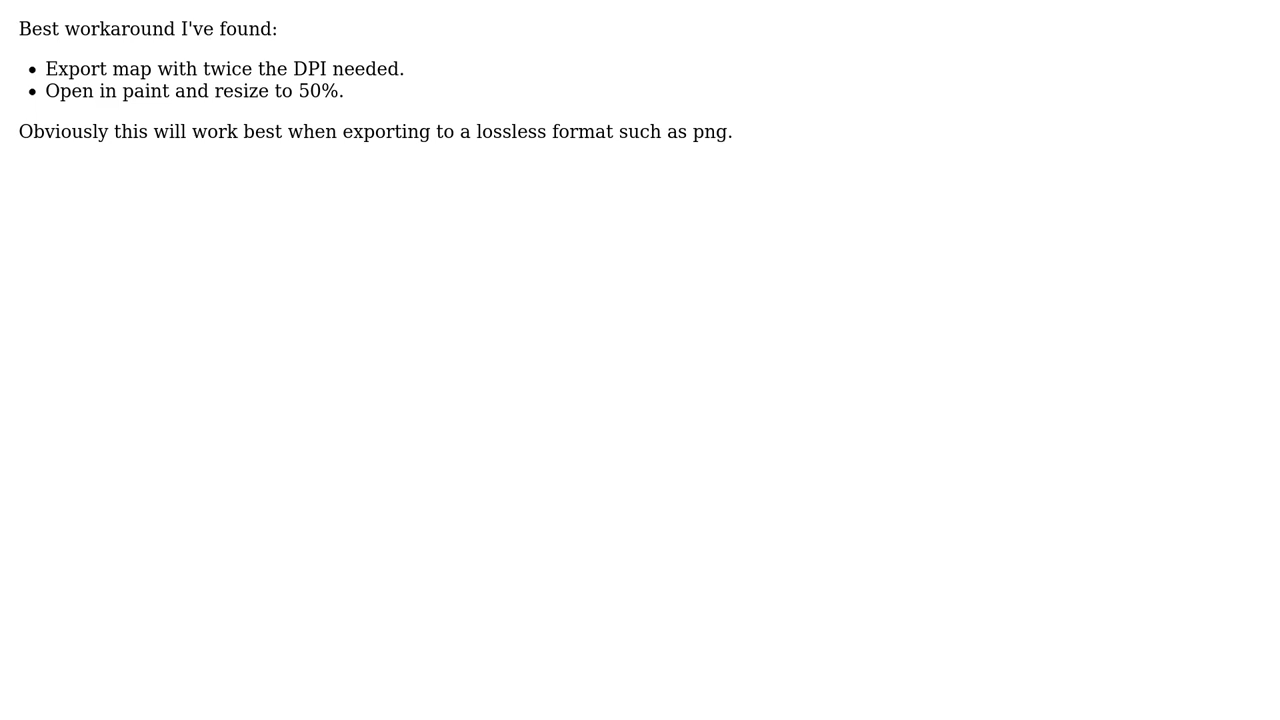 Best workaround I've found:
• Export map with twice the DPI needed.
• Open in paint and resize to 50%.
Obviously this will work best when exporting to a lossless format such as png.